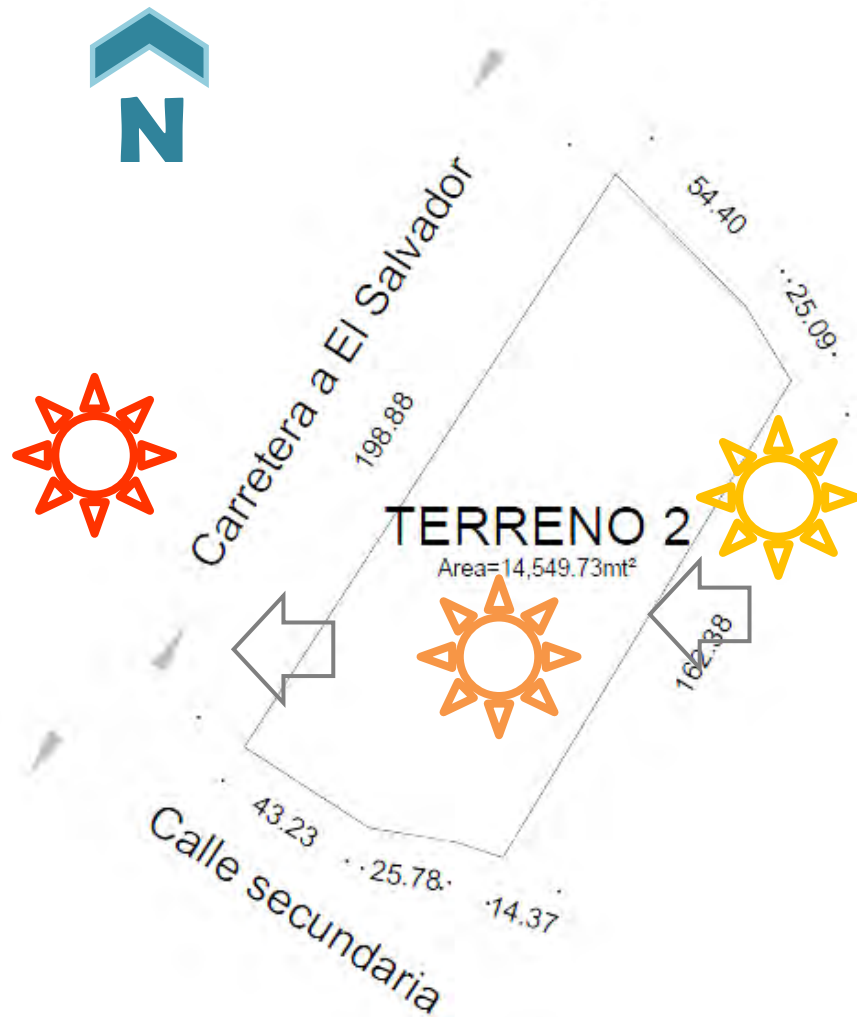 N
54.40
25.09
Carretera a El Salvador
198.88
TERRENO 2
Area=14,549.73mt²
162.38
43.23
25.78
14.37
Calle secundaria